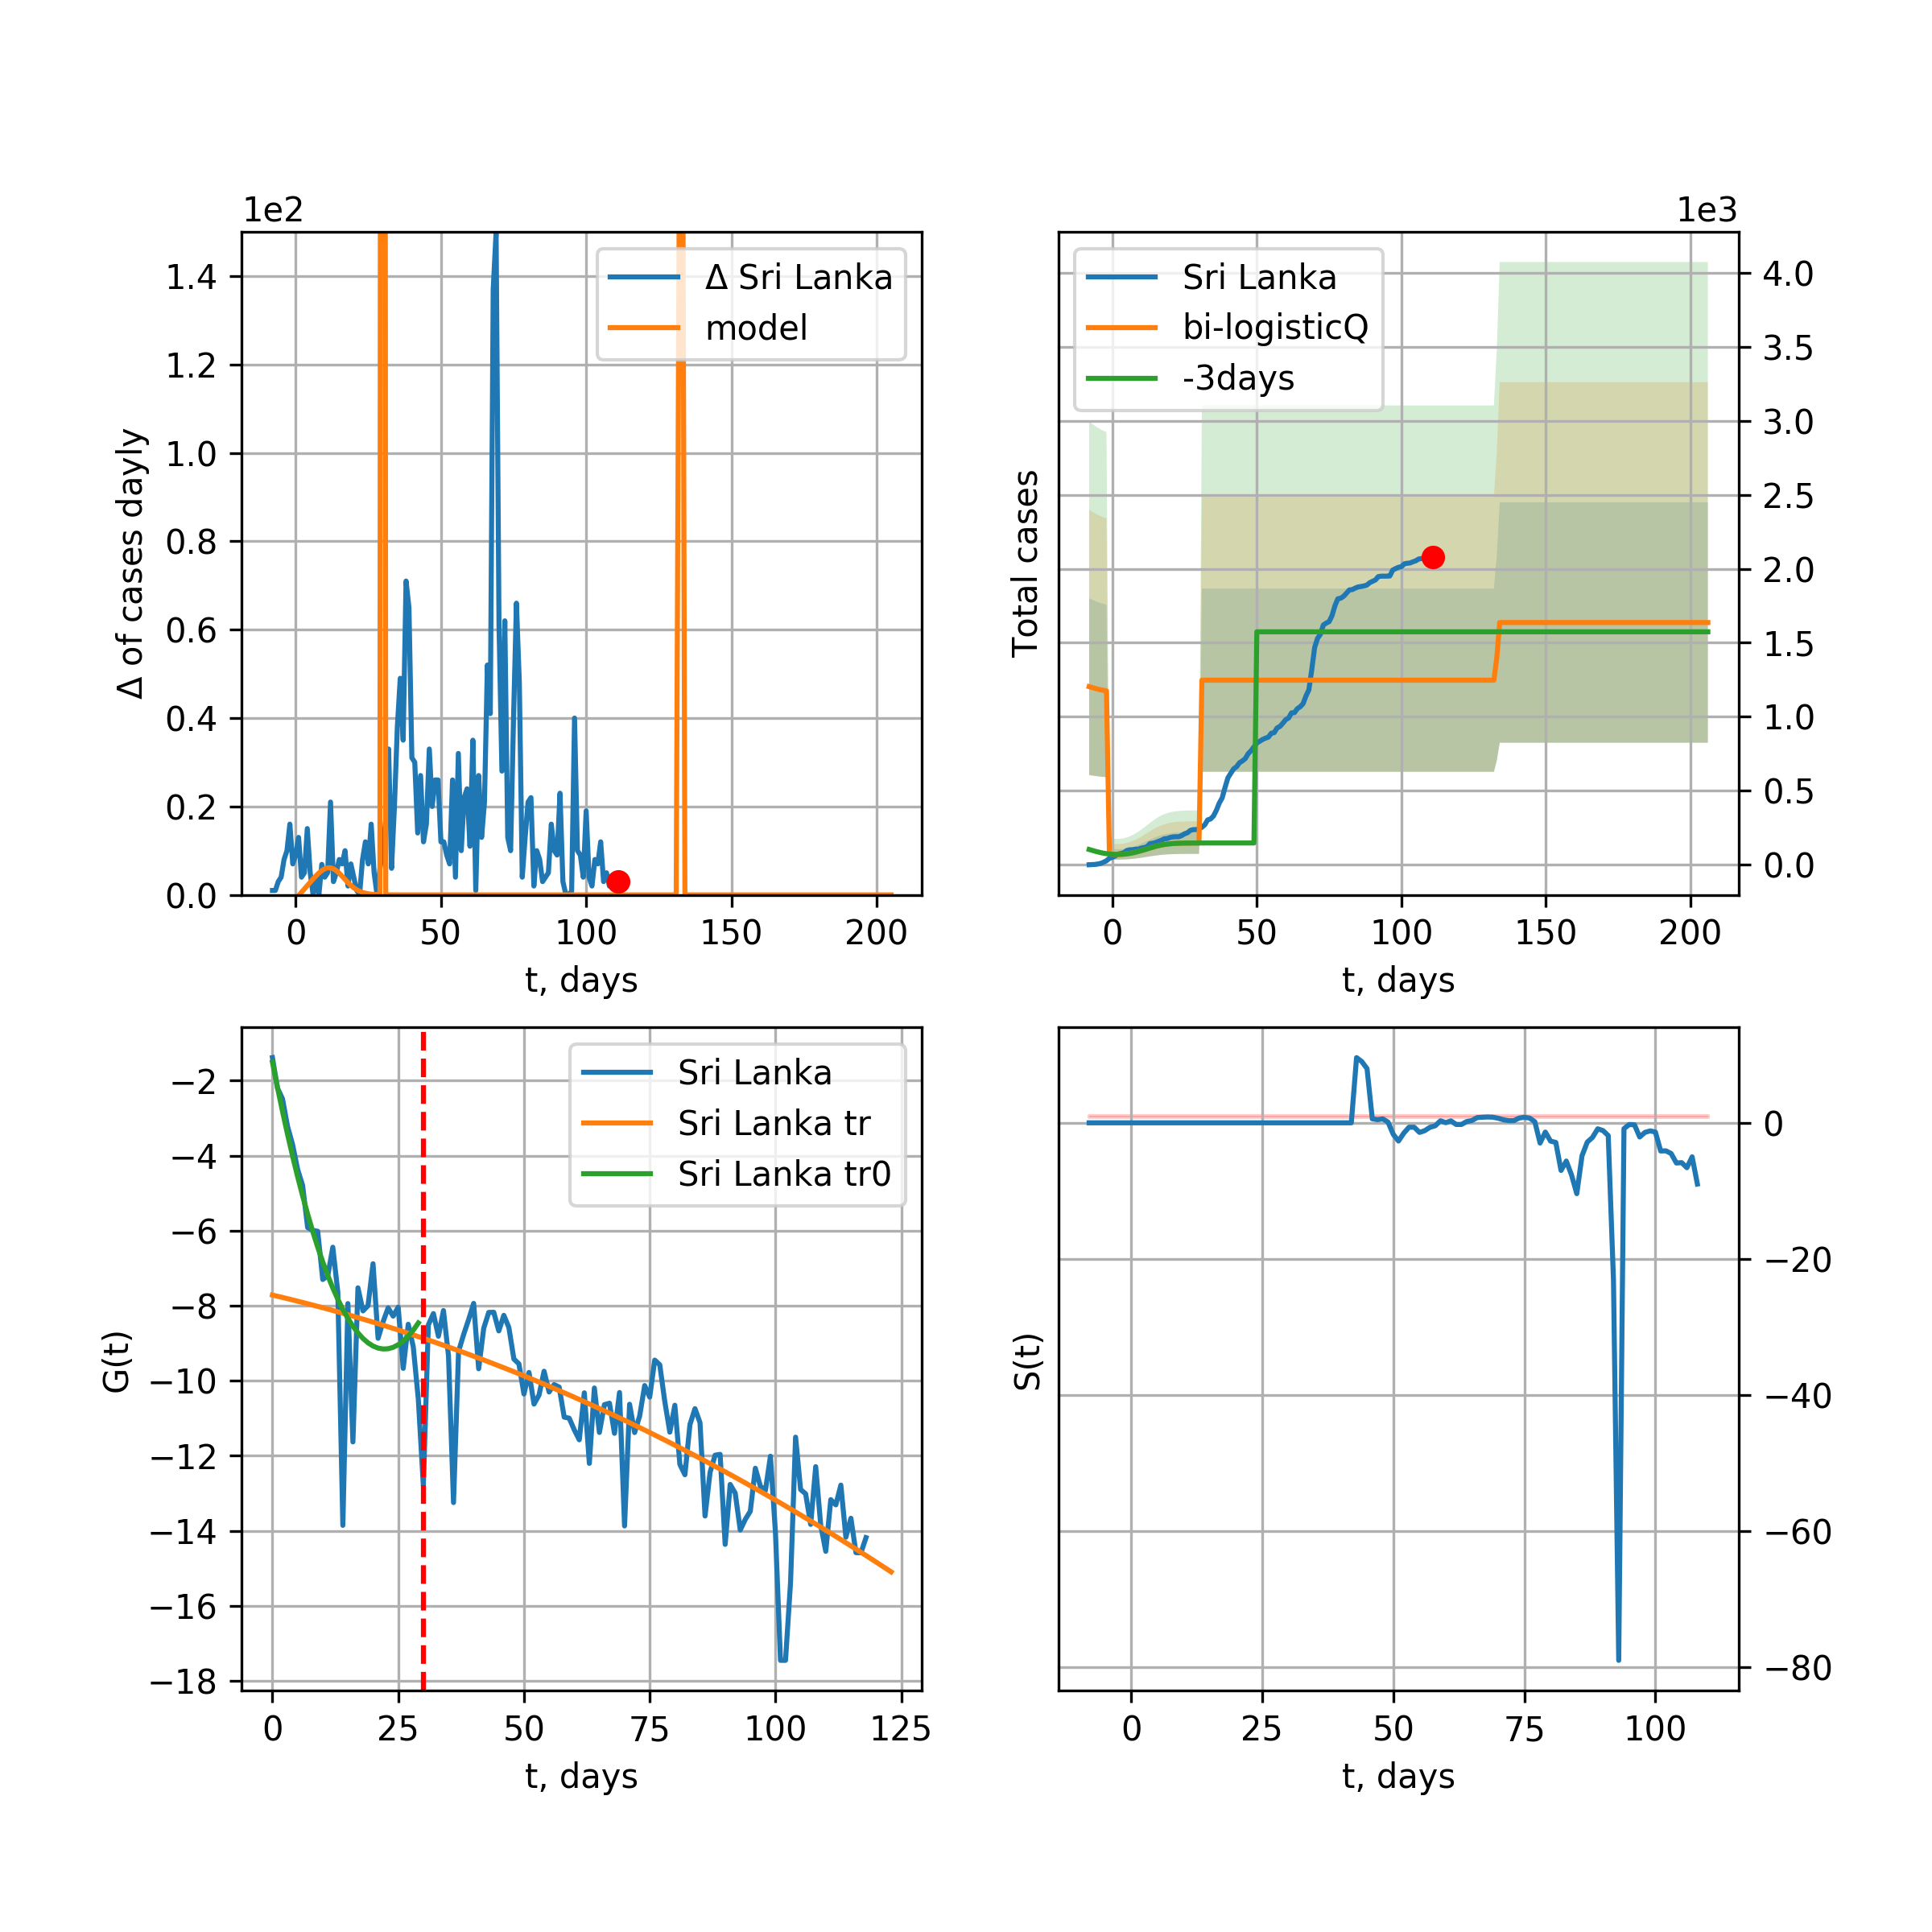 1e2
1.4
1.2
1.0
0.8
0.6
0.4
0.2
0.0
Δ of cases dayly
Δ Sri Lanka
model
0 50 100 150 200
t, days
1e3
4.0
3.5
3.0
2.5
2.0
1.5
1.0
0.5
0.0
Total cases
Sri Lanka
bi-logisticQ
-3days
0 50 100 150 200
t, days
−2
−4
−6
−8
−10
−12
−14
−16
−18
G(t)
Sri Lanka
Sri Lanka tr
Sri Lanka tr0
0 25 50 75 100 125
t, days
0
−20
−40
−60
−80
S(t)
0 25 50 75 100
t, days